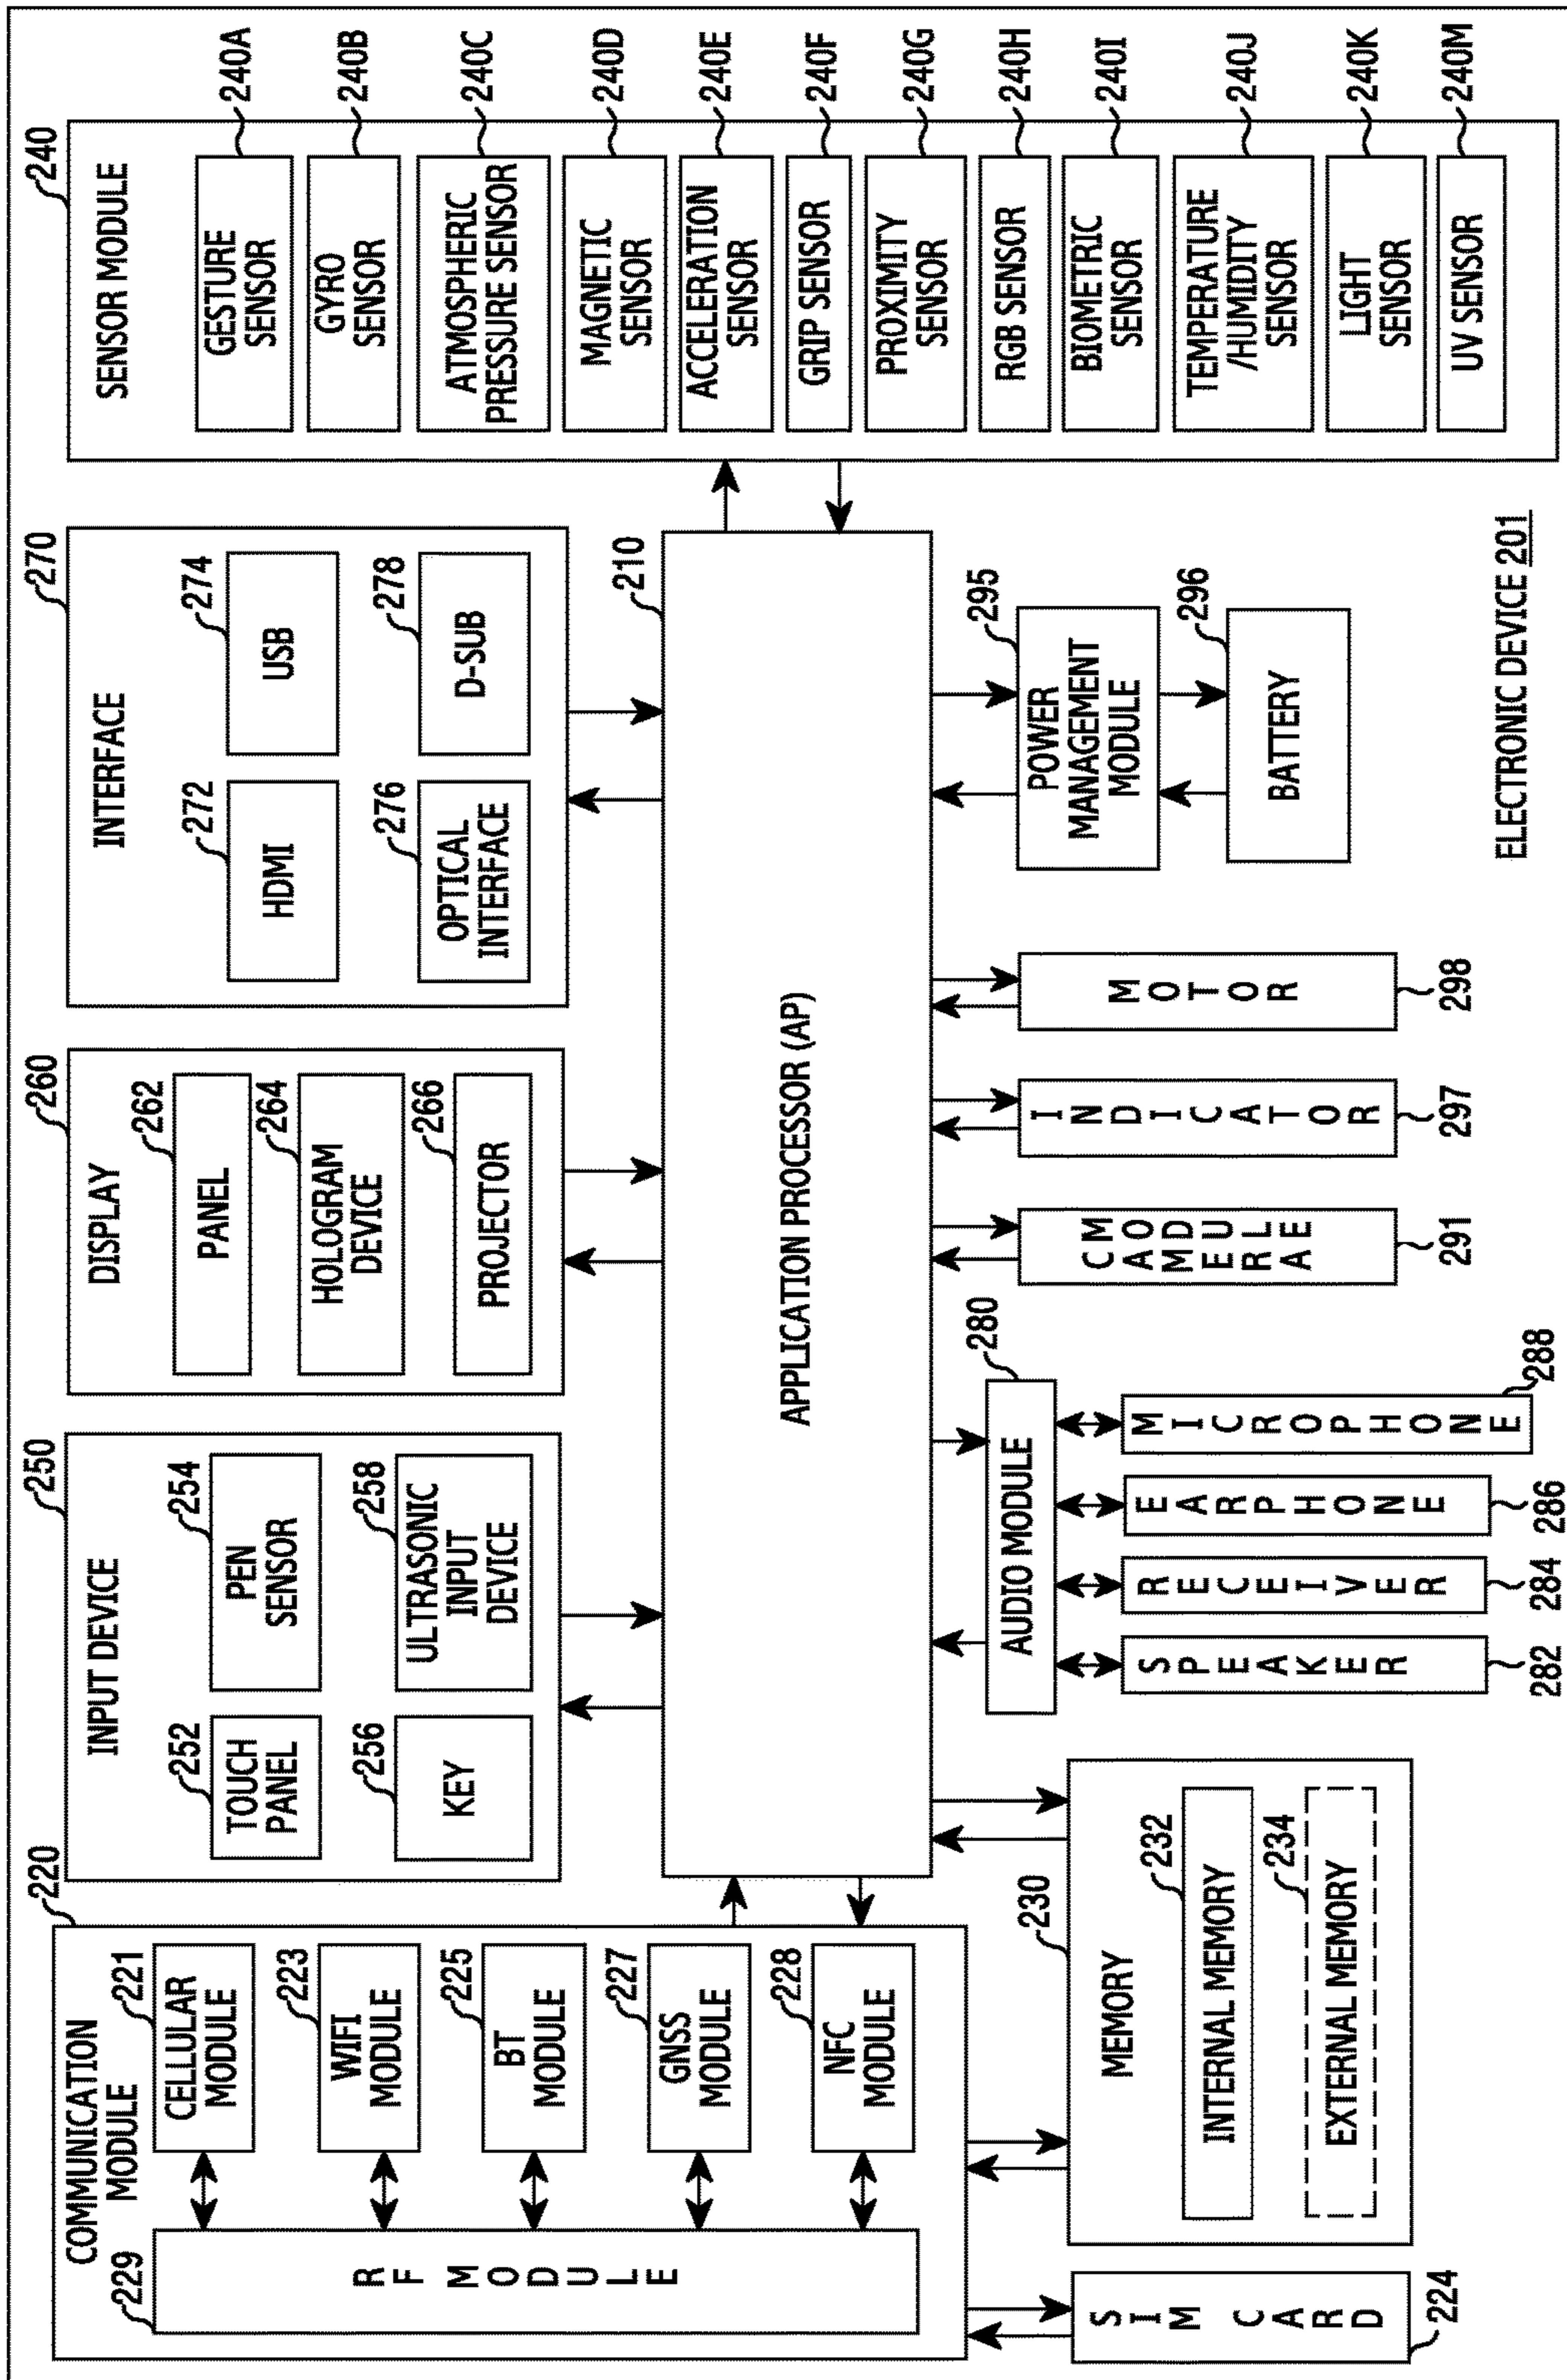 COMMUNICATION
MODULE
220
229
RF MODULE
221
CELLULAR
MODULE
223
WIFI
MODULE
225
BT
MODULE
227
GNSS
MODULE
228
NFC
MODULE
SIM CARD
224
INPUT DEVICE
250
252
TOUCH
PANEL
254
PEN
SENSOR
256
KEY
258
ULTRASONIC
INPUT
DEVICE
DISPLAY
260
262
PANEL
264
HOLOGRAM
DEVICE
266
PROJECTOR
INTERFACE
270
272
HDMI
274
USB
276
OPTICAL
INTERFACE
278
D-SUB
SENSOR MODULE
240
GESTURE
SENSOR
240A
GYRO
SENSOR
240B
ATMOSPHERIC
PRESSURE SENSOR
240C
MAGNETIC
SENSOR
240D
ACCELERATION
SENSOR
240E
GRIP SENSOR
240F
PROXIMITY
SENSOR
240G
RGB SENSOR
240H
BIOMETRIC
SENSOR
240I
TEMPERATURE
/HUMIDITY
SENSOR
240J
LIGHT
SENSOR
240K
UV SENSOR
240M
APPLICATION PROCESSOR (AP)
210
230
MEMORY
232
INTERNAL MEMORY
234
EXTERNAL MEMORY
AUDIO MODULE
280
SPEAKER
282
RECEIVER
284
EARPHONE
286
MICROPHONE
288
CAMERA
MODULE
291
INDICATOR
297
MOTOR
298
295
POWER
MANAGEMENT
MODULE
296
BATTERY
ELECTRONIC DEVICE 201